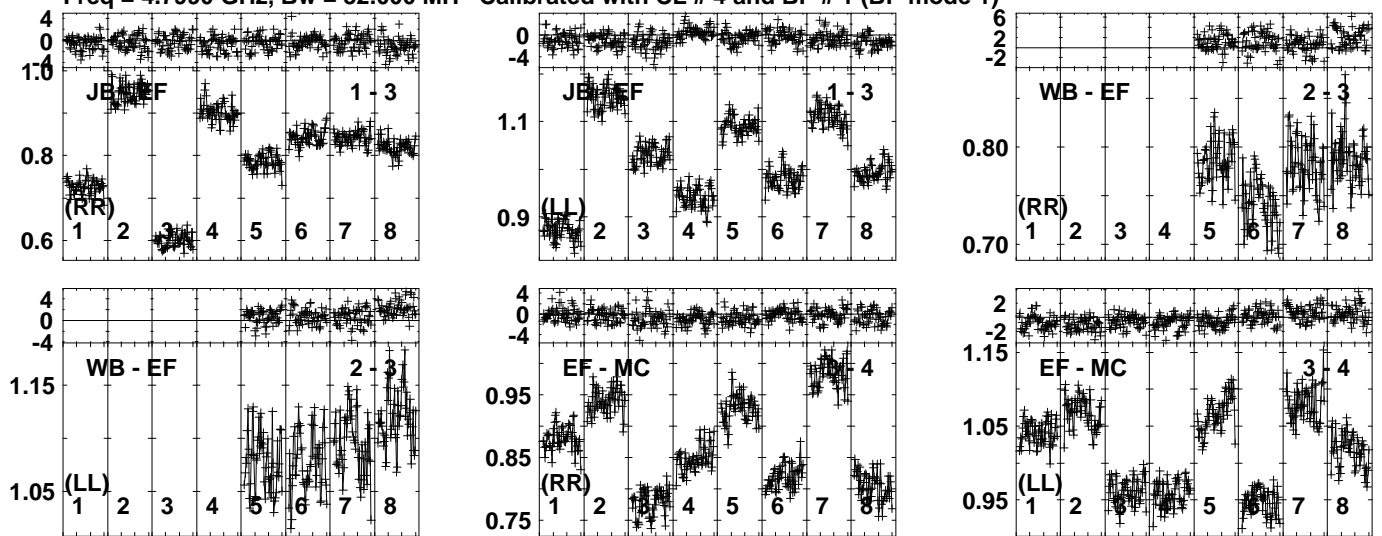 GHz, Bw = MH Calibrated with CL # 4 and BP # 1 (BP mode 1)
4
0
-4
1.0
0.8
0.6
JB - EF 1 - 3
(RR)
1 2 3 4 5 6 7 8
4
0
-4
1.1
0.9
JB - EF 1 - 3
(LL)
1 2 3 4 5 6 7 8
6
2
-2
0.80
0.70
WB - EF 2 - 3
(RR)
1 2 3 4 5 6 7 8
4
0
-4
1.15
1.05
WB - EF 2 - 3
(LL)
1 2 3 4 5 6 7 8
4
0
-4
0.95
0.85
0.75
EF - MC 3 - 4
(RR)
1 2 3 4 5 6 7 8
2
-2
1.15
1.05
0.95
EF - MC 3 - 4
(LL)
1 2 3 4 5 6 7 8